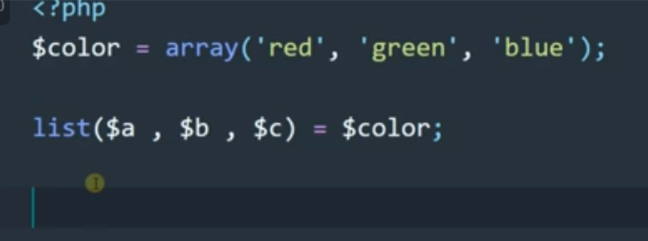 <?php
$color = array('red', 'green', 'blue');
list($a , $b , $c) = $color;